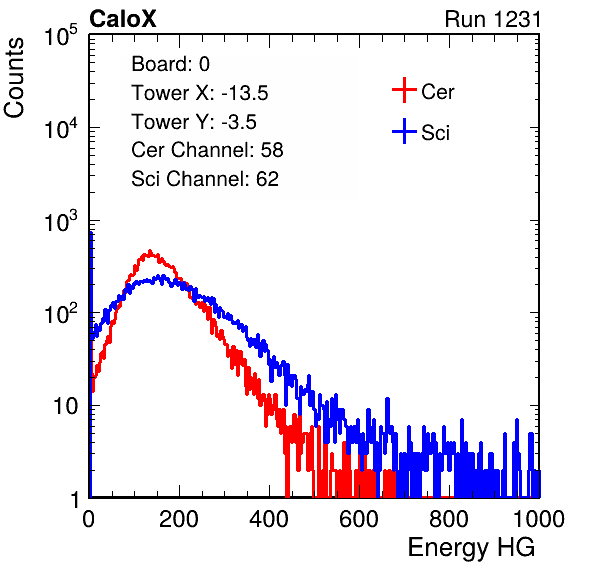 CaloX Run 1231
Counts
10^5
10^4
10^3
10^2
10
1
Board: 0
Tower X: -13.5
Tower Y: -3.5
Cer Channel: 58
Sci Channel: 62
Cer
Sci
0 200 400 600 800 1000
Energy HG